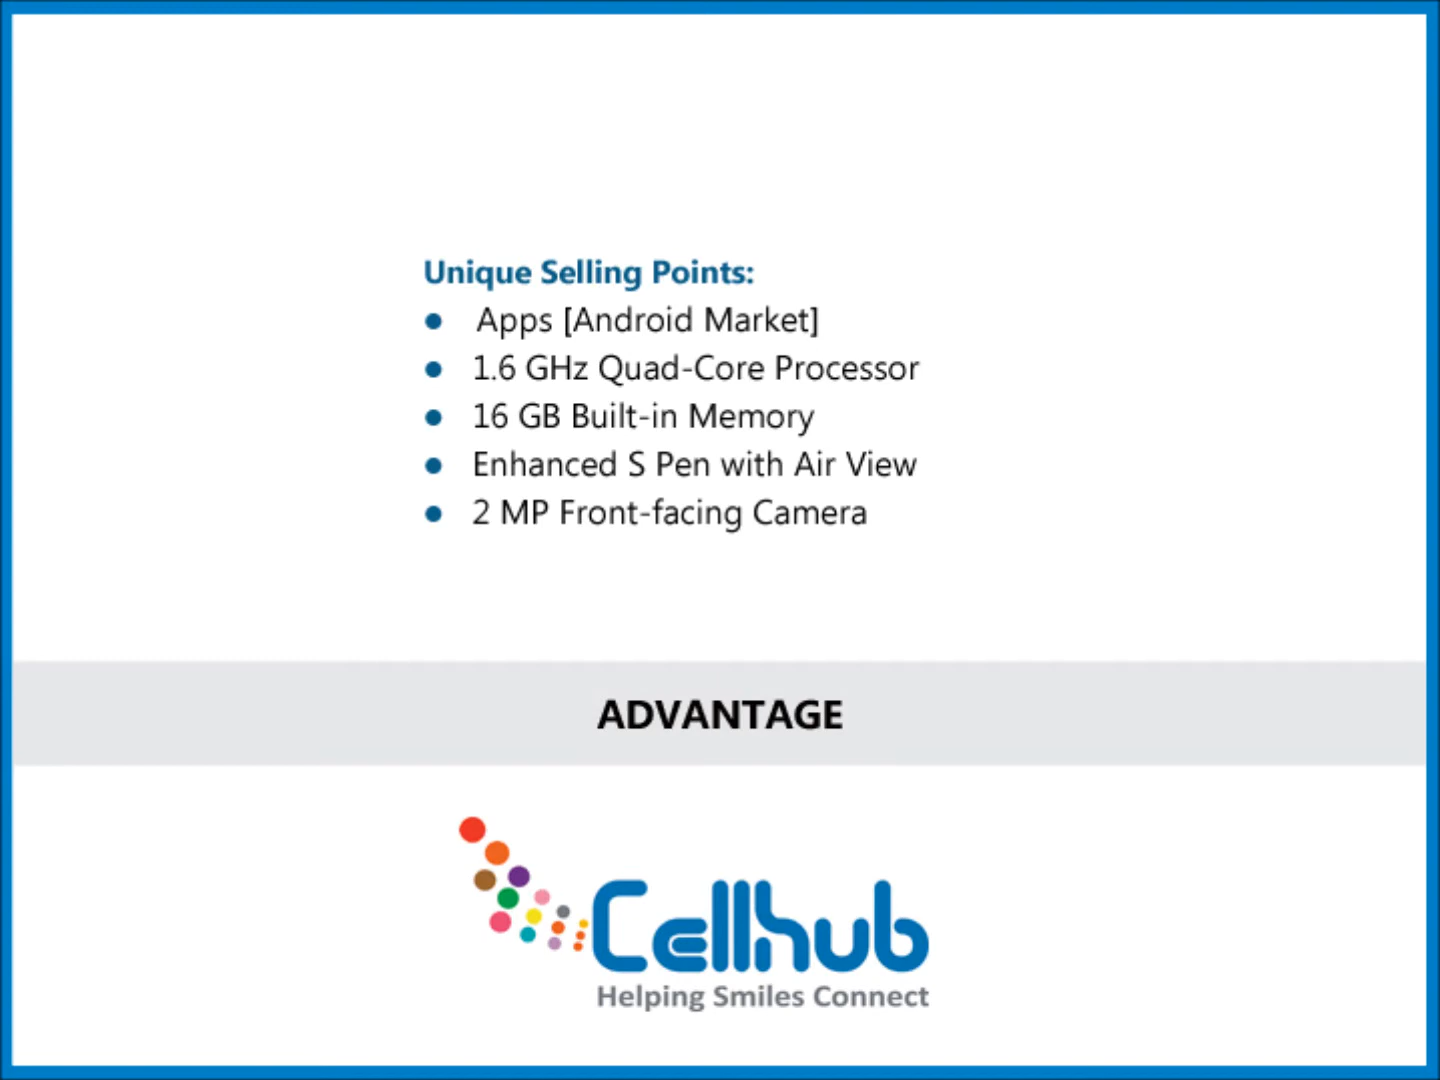 Unique Selling Points:
● Apps [Android Market]
● 1.6 GHz Quad-Core Processor
● 16 GB Built-in Memory
● Enhanced S Pen with Air View
● 2 MP Front-facing Camera
ADVANTAGE
Cellhub
Helping Smiles Connect